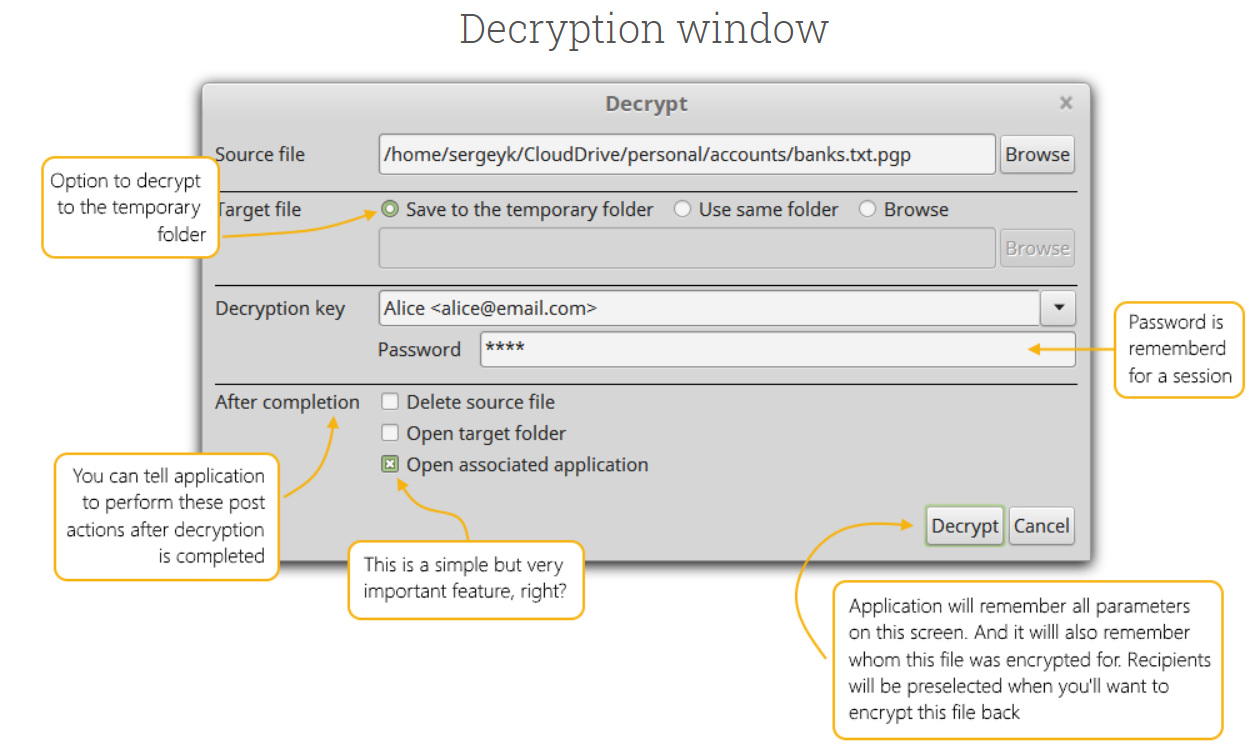 Decryption window
Decrypt
Source file
/home/sergeyk/CloudDrive/personal/accounts/banks.txt.pgp
Browse
Option to decrypt
to the temporary
folder
Target file
Save to the temporary folder
Use same folder
Browse
Browse
Decryption key
Alice <alice@email.com>
Password
****
Password is
rememberd
for a session
After completion
Delete source file
Open target folder
Open associated application
You can tell application
to perform these post
actions after decryption
is completed
This is a simple but very
important feature, right?
Decrypt
Cancel
Application will remember all parameters
on this screen. And it willl also remember
whom this file was encrypted for. Recipients
will be preselected when you'll want to
encrypt this file back